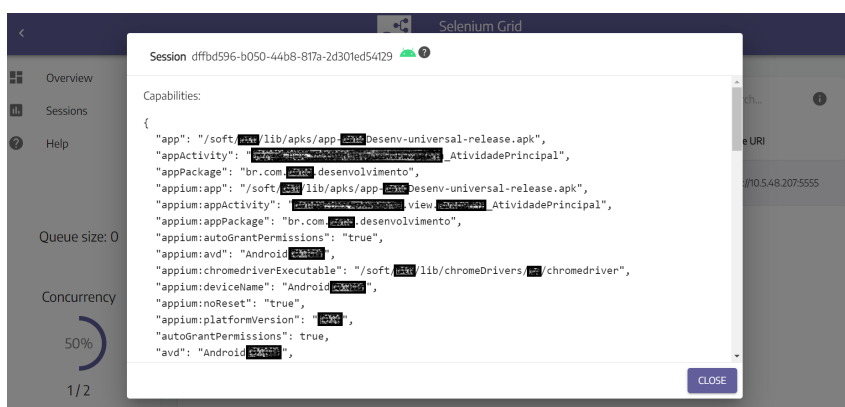 Selenium Grid
Session dffbd596-b050-44b8-817a-2d301ed54129
Overview
Sessions
Help
Queue size: 0
Concurrency
50%
1/2
Capabilities:
{
"app": "/soft/ /lib/apks/app- Desenv-universal-release.apk",
"appActivity": " _AtividadePrincipal",
"appPackage": "br.com. .desenvolvimento",
"appium:app": "/soft/ /lib/apks/app- Desenv-universal-release.apk",
"appium:appActivity": " .view. _AtividadePrincipal",
"appium:appPackage": "br.com. .desenvolvimento",
"appium:autoGrantPermissions": "true",
"appium:avd": "Android ",
"appium:chromedriverExecutable": "/soft/ /lib/chromeDrivers/ /chromedriver",
"appium:deviceName": "Android ",
"appium:noReset": "true",
"appium:platformVersion": " ",
"autoGrantPermissions": true,
"avd": "Android ",
CLOSE
rch...
e URI
://10.5.48.207:5555